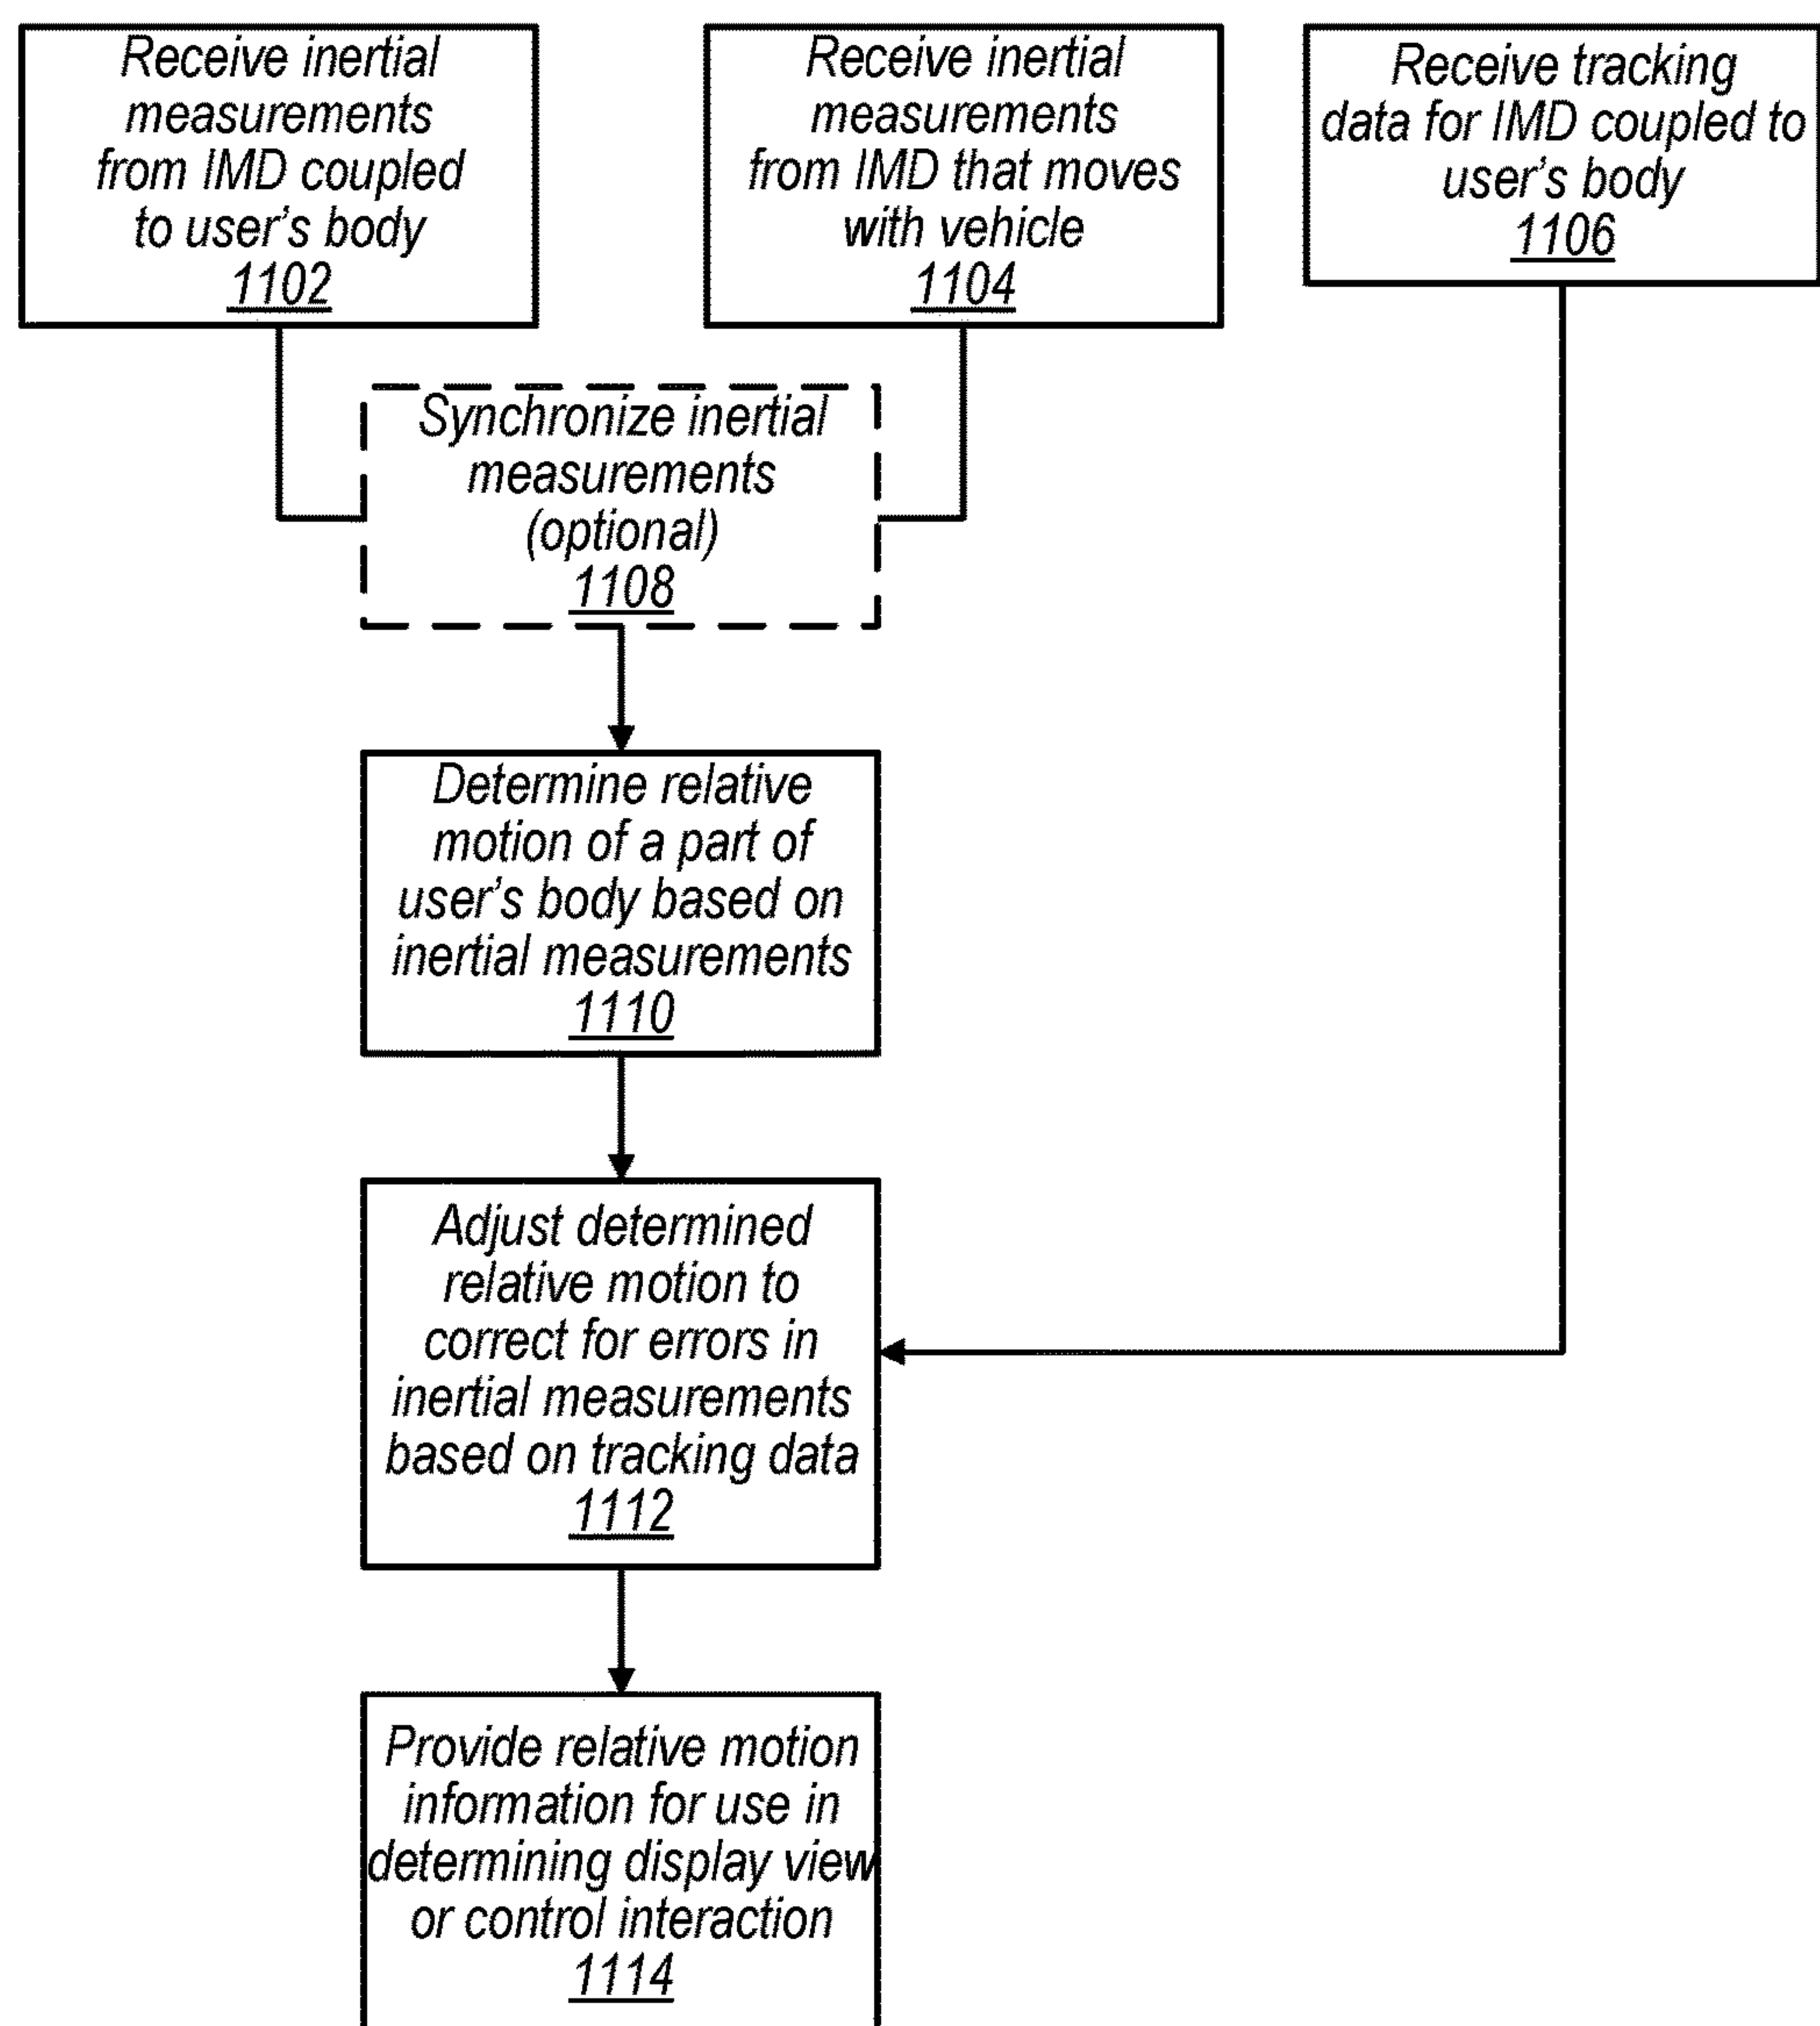 Receive inertial
measurements
from IMD coupled
to user's body
1102
Receive inertial
measurements
from IMD that moves
with vehicle
1104
Receive tracking
data for IMD coupled to
user's body
1106
Synchronize inertial
measurements
(optional)
1108
Determine relative
motion of a part of
user's body based on
inertial measurements
1110
Adjust determined
relative motion to
correct for errors in
inertial measurements
based on tracking data
1112
Provide relative motion
information for use in
determining display view
or control interaction
1114